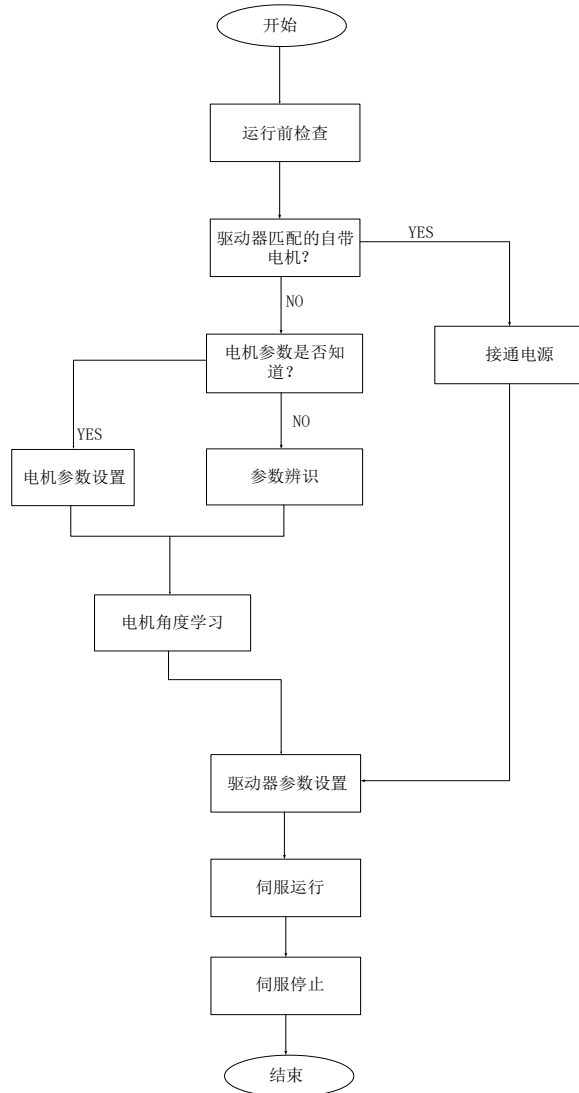 开始
运行前检查
驱动器匹配的自带
电机？
YES
NO
电机参数是否知
道？
接通电源
YES
NO
电机参数设置
参数辨识
电机角度学习
驱动器参数设置
伺服运行
伺服停止
结束